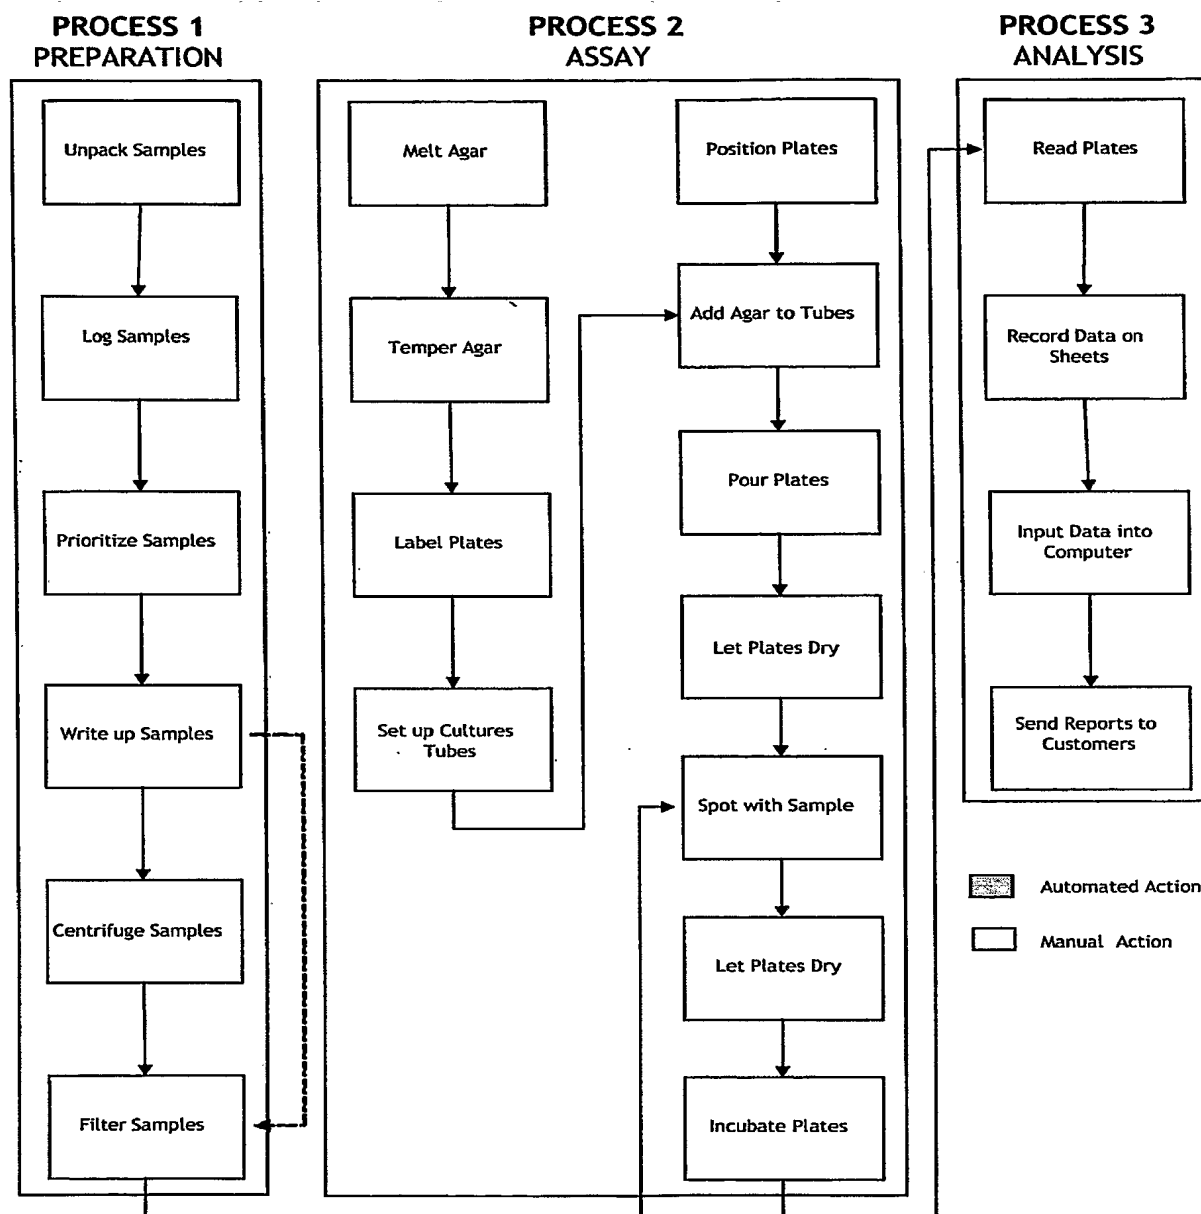 PROCESS 1
PREPARATION
Unpack Samples
Log Samples
Prioritize Samples
Write up Samples
Centrifuge Samples
Filter Samples
PROCESS 2
ASSAY
Melt Agar
Temper Agar
Label Plates
Set up Cultures
Tubes
Position Plates
Add Agar to Tubes
Pour Plates
Let Plates Dry
Spot with Sample
Let Plates Dry
Incubate Plates
PROCESS 3
ANALYSIS
Read Plates
Record Data on
Sheets
Input Data into
Computer
Send Reports to
Customers
Automated Action
Manual Action